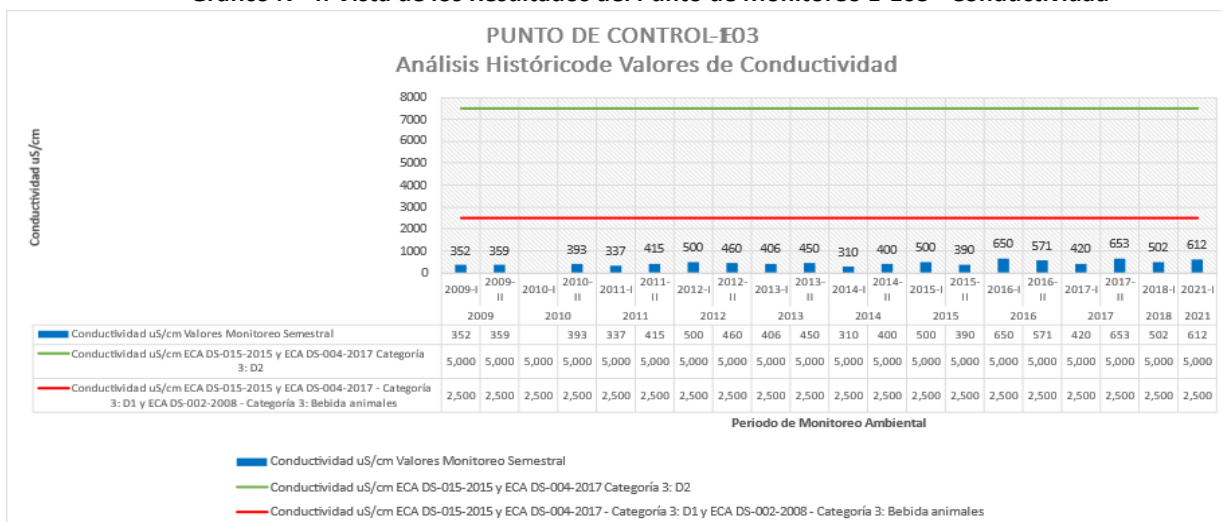 PUNTO DE CONTROL-E03
Análisis Históricode Valores de Conductividad
Conductividad uS/cm
8000
7000
6000
5000
4000
3000
2000
1000
0
352 359 393 337 415 500 460 406 450 310 400 500 390 650 571 420 653 502 612
2009-I 2009-II 2010-I 2010-II 2011-I 2011-II 2012-I 2012-II 2013-I 2013-II 2014-I 2014-II 2015-I 2015-II 2016-I 2016-II 2017-I 2017-II 2018-I 2021-I
2009 2010 2011 2012 2013 2014 2015 2016 2017 2018 2021
Conductividad uS/cm Valores Monitoreo Semestral 352 359 393 337 415 500 460 406 450 310 400 500 390 650 571 420 653 502 612
Conductividad uS/cm ECA DS-015-2015 y ECA DS-004-2017 Categoría
3: D2
5,000 5,000 5,000 5,000 5,000 5,000 5,000 5,000 5,000 5,000 5,000 5,000 5,000 5,000 5,000 5,000 5,000 5,000 5,000 5,000
Conductividad uS/cm ECA DS-015-2015 y ECA DS-004-2017 - Categoría
3: D1 y ECA DS-002-2008 - Categoría 3: Bebida animales
2,500 2,500 2,500 2,500 2,500 2,500 2,500 2,500 2,500 2,500 2,500 2,500 2,500 2,500 2,500 2,500 2,500 2,500 2,500 2,500
Periodo de Monitoreo Ambiental
Conductividad uS/cm Valores Monitoreo Semestral
Conductividad uS/cm ECA DS-015-2015 y ECA DS-004-2017 Categoría 3: D2
Conductividad uS/cm ECA DS-015-2015 y ECA DS-004-2017 - Categoría 3: D1 y ECA DS-002-2008 - Categoría 3: Bebida animales